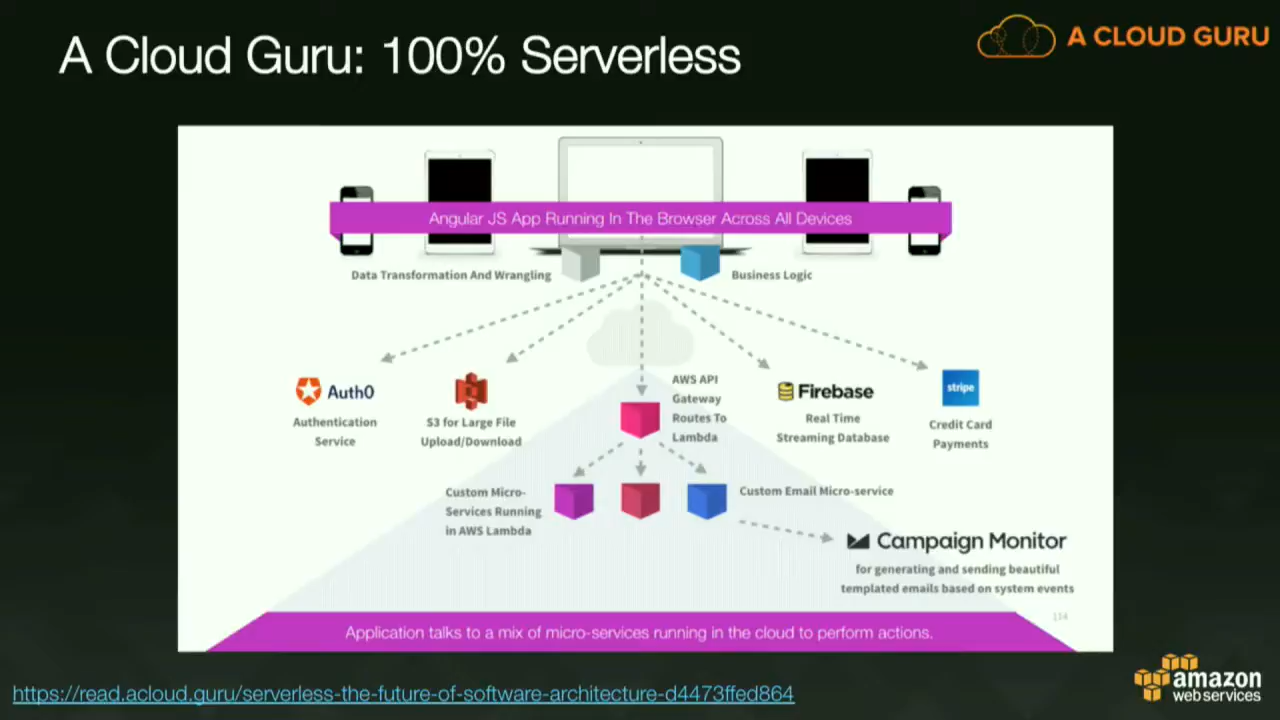 A Cloud Guru: 100% Serverless
A CLOUD GURU
Angular JS App Running In The Browser Across All Devices
Data Transformation And Wrangling
Business Logic
Auth0
Authentication
Service
S3 for Large File
Upload/Download
AWS API
Gateway
Routes To
Lambda
Firebase
Real Time
Streaming Database
stripe
Credit Card
Payments
Custom Micro-
Services Running
in AWS Lambda
Custom Email Micro-service
Campaign Monitor
for generating and sending beautiful
templated emails based on system events
114
Application talks to a mix of micro-services running in the cloud to perform actions.
https://read.acloud.guru/serverless-the-future-of-software-architecture-d4473ffed864
amazon
web services